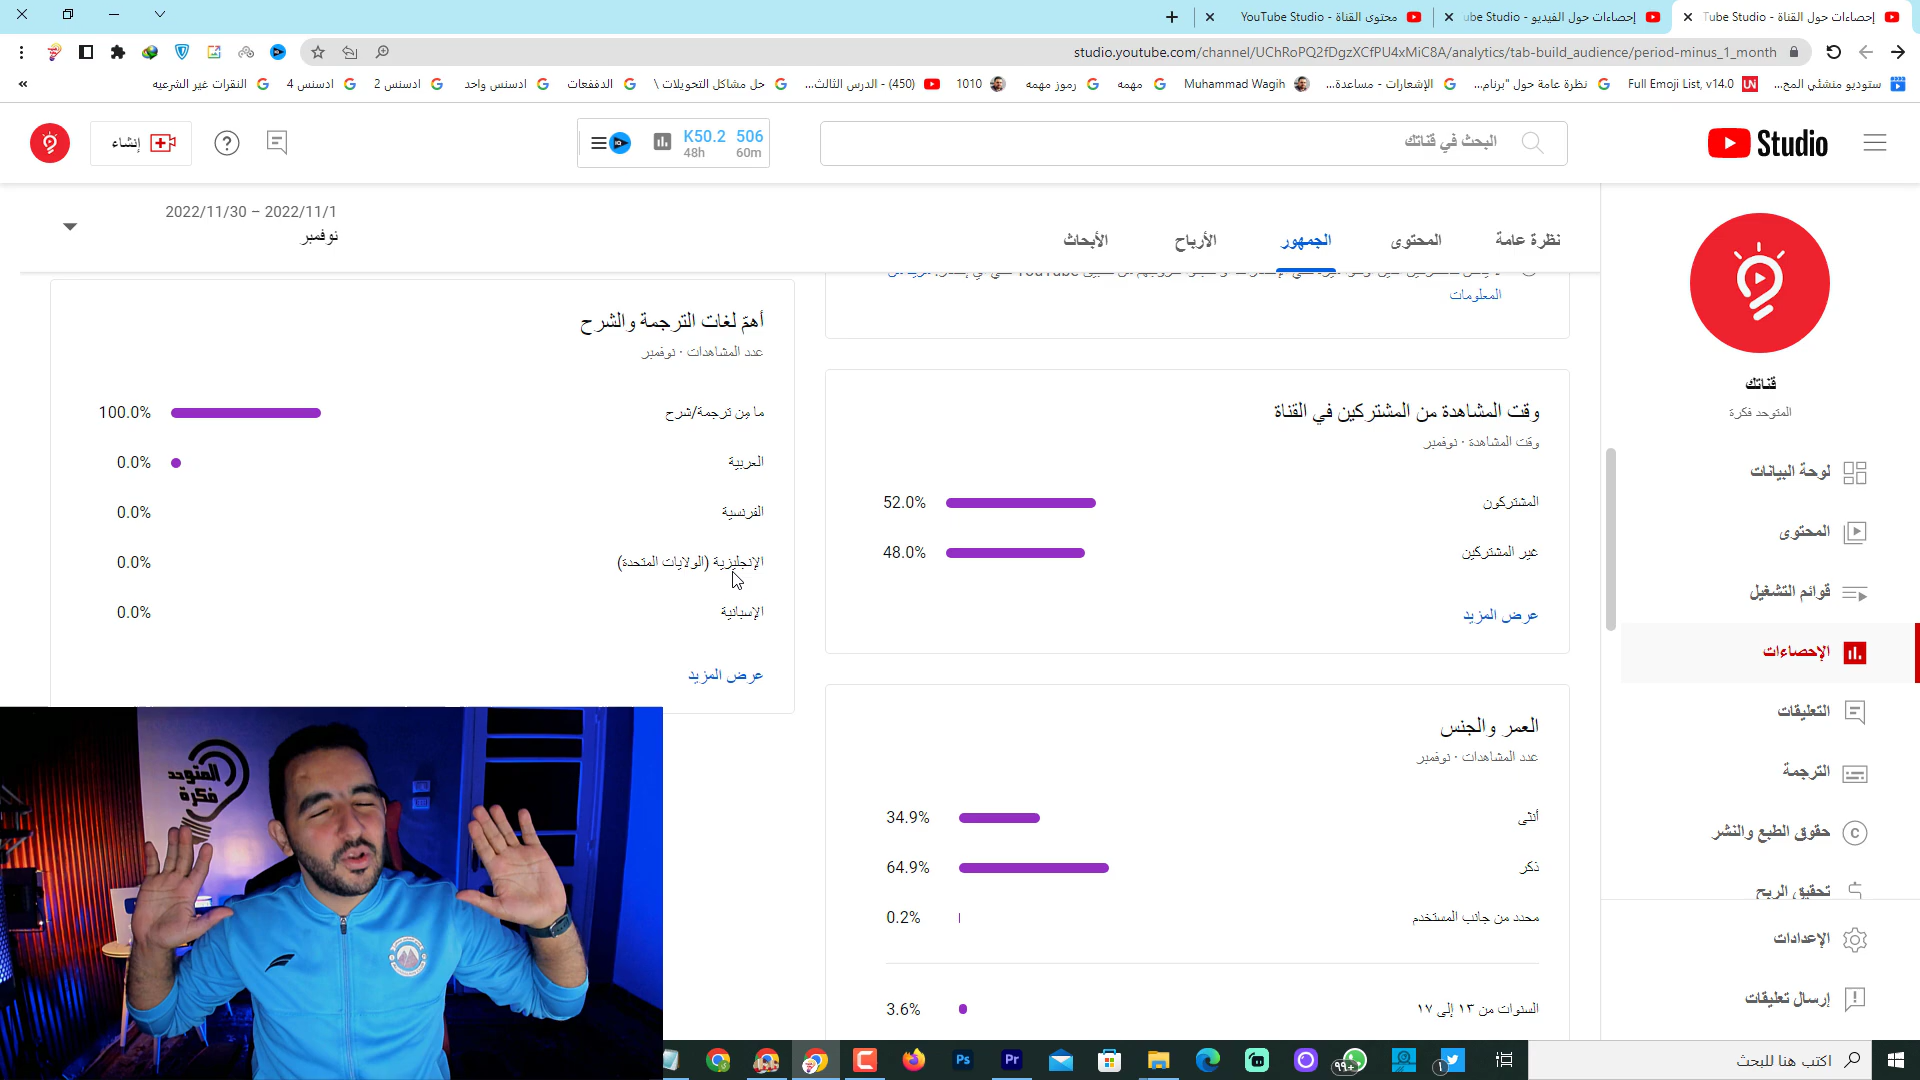 إحصاءات حول القناة - Tube Studio
إحصاءات حول الفيديو - ube Studio
محتوى القناة - YouTube Studio
studio.youtube.com/channel/UChRoPQ2fDgzXCfPU4xMiC8A/analytics/tab-build_audience/period-minus_1_month
ستوديو منشئي المح...
Full Emoji List, v14.0
نظرة عامة حول "برنام...
الإشعارات - مساعدة...
Muhammad Wagih
مهمه
رموز مهمه
1010
(450) - الدرس الثالث...
حل مشاكل التحويلات \
الدفقعات
ادسنس واحد
ادسنس 2
ادسنس 4
النقرات غير الشرعيه
«
Studio
البحث في قناتك
K50.2 506
48h 60m
إنشاء
نظرة عامة
المحتوى
الجمهور
الأرباح
الأبحاث
2022/11/30 – 2022/11/1
نوفمبر
المعلومات
وقت المشاهدة من المشتركين في القناة
وقت المشاهدة · نوفمبر
المشتركون 52.0%
غير المشتركين 48.0%
عرض المزيد
العمر والجنس
عدد المشاهدات · نوفمبر
أنثى 34.9%
ذكر 64.9%
محدد من جانب المستخدم 0.2%
السنوات من ١٣ إلى ١٧ 3.6%
أهمّ لغات الترجمة والشرح
عدد المشاهدات · نوفمبر
ما مِن ترجمة/شرح 100.0%
العربية 0.0%
الفرنسية 0.0%
الإنجليزية (الولايات المتحدة) 0.0%
الإسبانية 0.0%
عرض المزيد
قناتك
المتوحد فكرة
لوحة البيانات
المحتوى
قوائم التشغيل
الإحصاءات
التعليقات
الترجمة
حقوق الطبع والنشر
تحقيق الربح
الإعدادات
إرسال تعليقات
المتوحد
فكرة
اكتب هنا للبحث
١
٩٩+
Pr
Ps